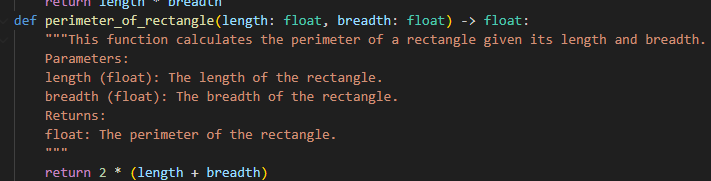 return length * breadth
def perimeter_of_rectangle(length: float, breadth: float) -> float:
"""This function calculates the perimeter of a rectangle given its length and breadth.
Parameters:
length (float): The length of the rectangle.
breadth (float): The breadth of the rectangle.
Returns:
float: The perimeter of the rectangle.
"""
return 2 * (length + breadth)